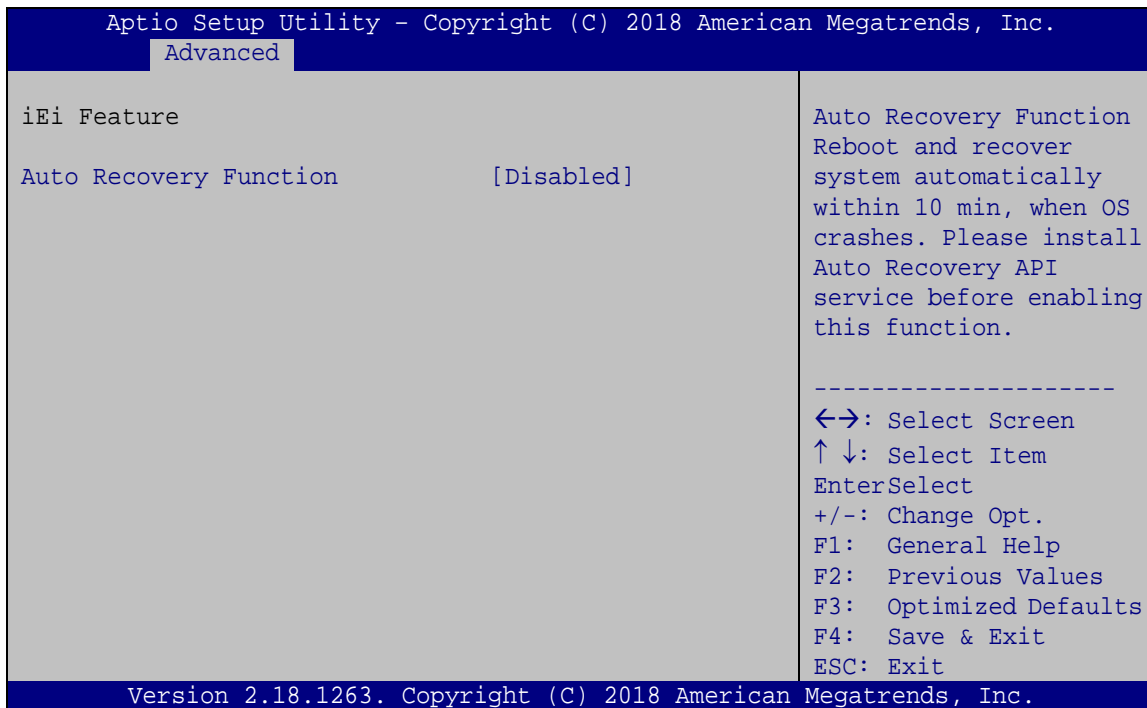 Aptio Setup Utility – Copyright (C) 2018 American Megatrends, Inc.
Advanced
iEi Feature
Auto Recovery Function [Disabled]
Auto Recovery Function
Reboot and recover
system automatically
within 10 min, when OS
crashes. Please install
Auto Recovery API
service before enabling
this function.
---------------------
←→: Select Screen
↑ ↓: Select Item
EnterSelect
+/-: Change Opt.
F1: General Help
F2: Previous Values
F3: Optimized Defaults
F4: Save & Exit
ESC: Exit
Version 2.18.1263. Copyright (C) 2018 American Megatrends, Inc.